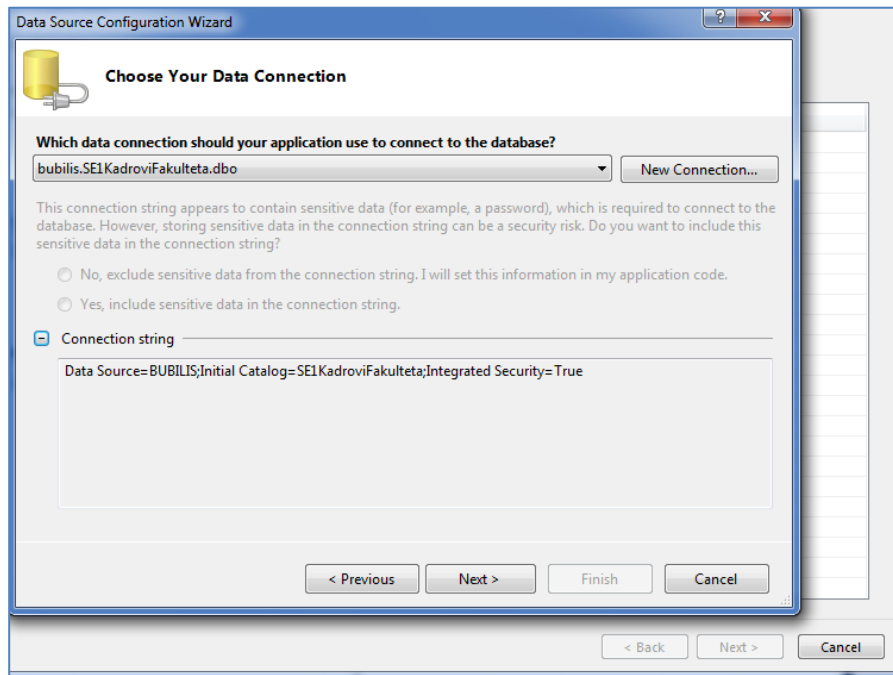 Data Source Configuration Wizard
Choose Your Data Connection
Which data connection should your application use to connect to the database?
bubilis.SE1KadroviFakulteta.dbo
New Connection...
This connection string appears to contain sensitive data (for example, a password), which is required to connect to the
database. However, storing sensitive data in the connection string can be a security risk. Do you want to include this
sensitive data in the connection string?
No, exclude sensitive data from the connection string. I will set this information in my application code.
Yes, include sensitive data in the connection string.
Connection string
Data Source=BUBILIS;Initial Catalog=SE1KadroviFakulteta;Integrated Security=True
< Previous
Next >
Finish
Cancel
< Back
Next >
Cancel